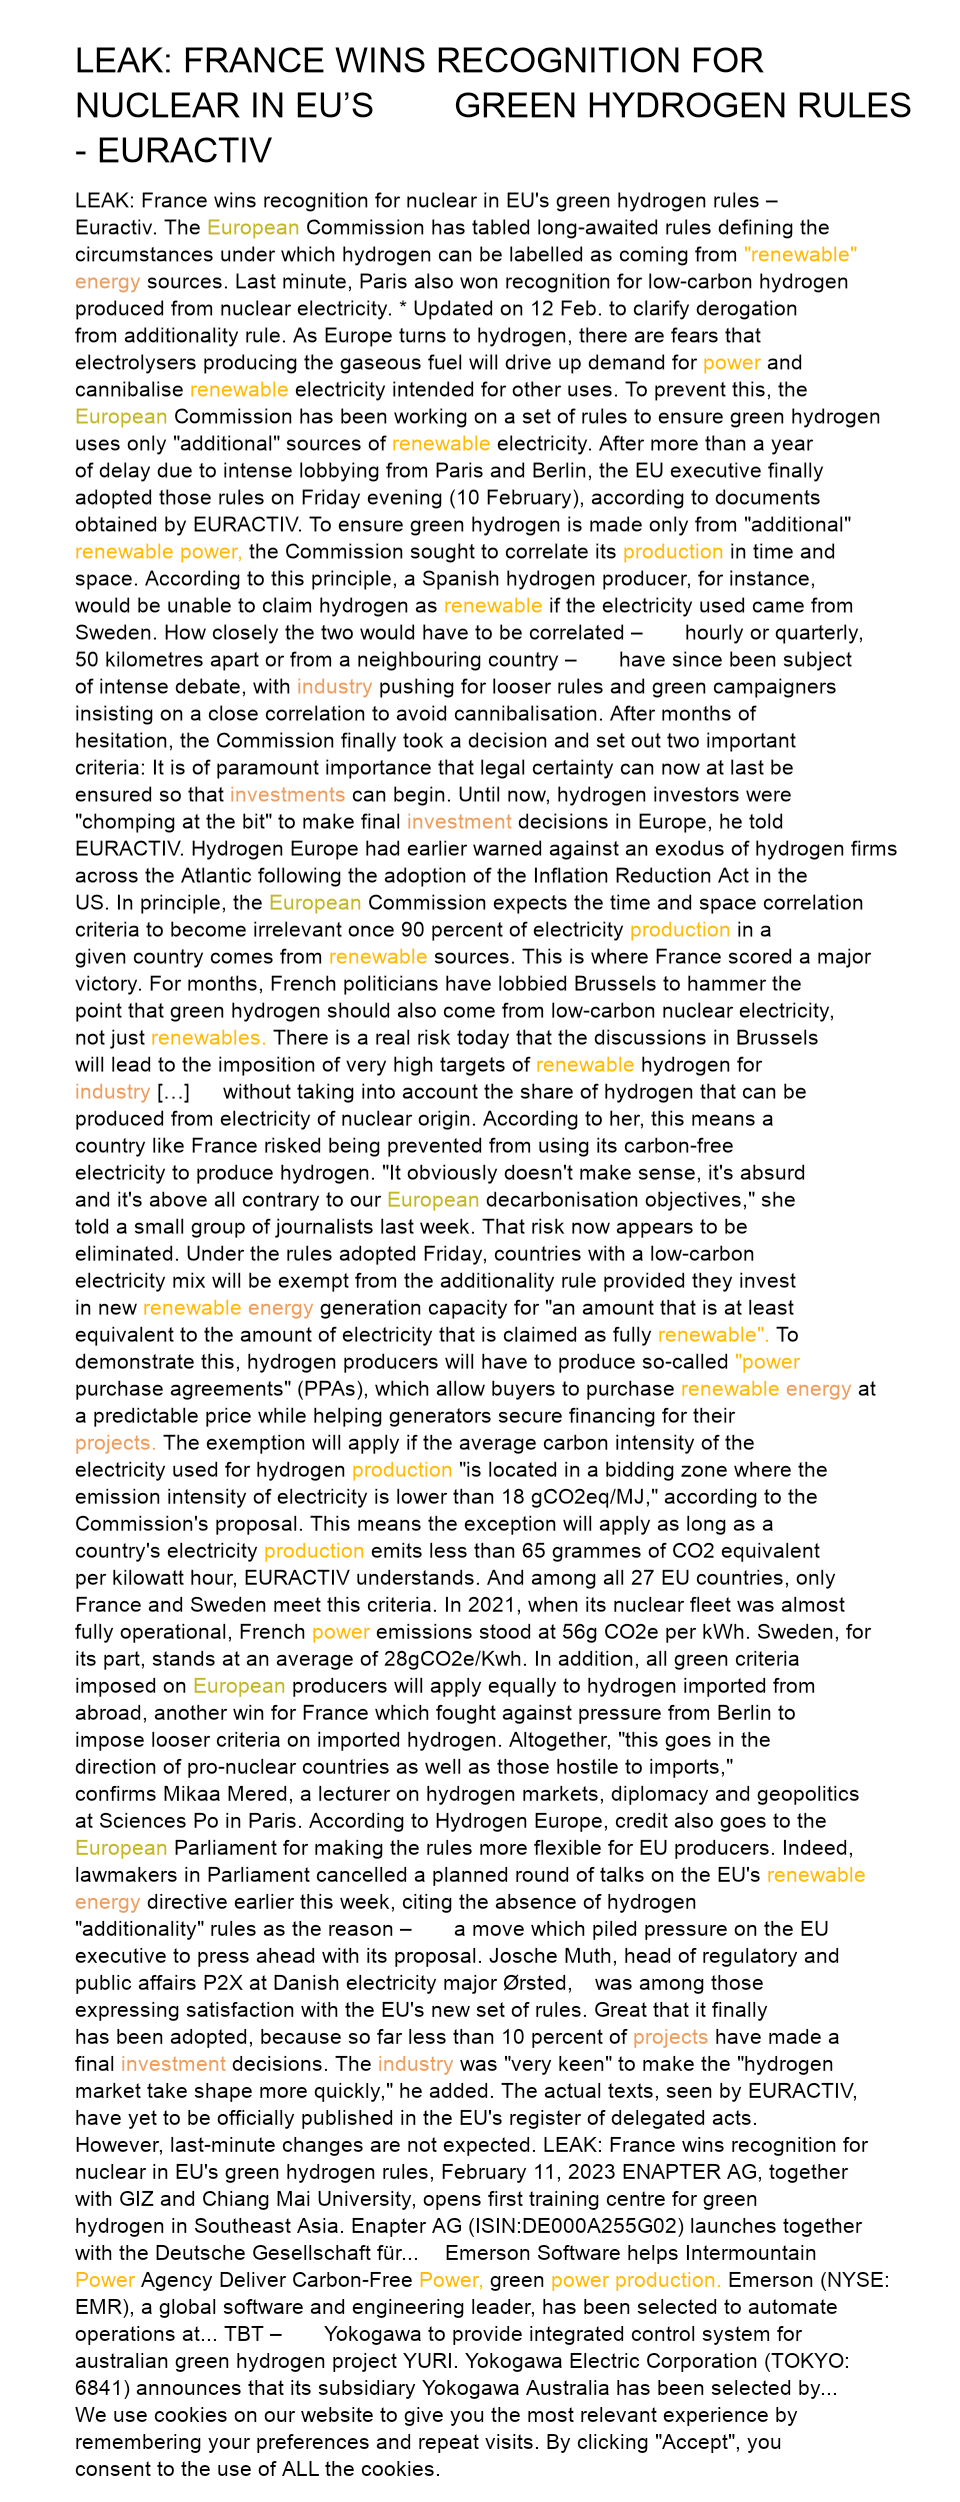 LEAK: FRANCE WINS RECOGNITION FOR
NUCLEAR IN EU’S GREEN HYDROGEN RULES
- EURACTIV
LEAK: France wins recognition for nuclear in EU's green hydrogen rules –
Euractiv. The European Commission has tabled long-awaited rules defining the
circumstances under which hydrogen can be labelled as coming from "renewable"
energy sources. Last minute, Paris also won recognition for low-carbon hydrogen
produced from nuclear electricity. * Updated on 12 Feb. to clarify derogation
from additionality rule. As Europe turns to hydrogen, there are fears that
electrolysers producing the gaseous fuel will drive up demand for power and
cannibalise renewable electricity intended for other uses. To prevent this, the
European Commission has been working on a set of rules to ensure green hydrogen
uses only "additional" sources of renewable electricity. After more than a year
of delay due to intense lobbying from Paris and Berlin, the EU executive finally
adopted those rules on Friday evening (10 February), according to documents
obtained by EURACTIV. To ensure green hydrogen is made only from "additional"
renewable power, the Commission sought to correlate its production in time and
space. According to this principle, a Spanish hydrogen producer, for instance,
would be unable to claim hydrogen as renewable if the electricity used came from
Sweden. How closely the two would have to be correlated – hourly or quarterly,
50 kilometres apart or from a neighbouring country – have since been subject
of intense debate, with industry pushing for looser rules and green campaigners
insisting on a close correlation to avoid cannibalisation. After months of
hesitation, the Commission finally took a decision and set out two important
criteria: It is of paramount importance that legal certainty can now at last be
ensured so that investments can begin. Until now, hydrogen investors were
"chomping at the bit" to make final investment decisions in Europe, he told
EURACTIV. Hydrogen Europe had earlier warned against an exodus of hydrogen firms
across the Atlantic following the adoption of the Inflation Reduction Act in the
US. In principle, the European Commission expects the time and space correlation
criteria to become irrelevant once 90 percent of electricity production in a
given country comes from renewable sources. This is where France scored a major
victory. For months, French politicians have lobbied Brussels to hammer the
point that green hydrogen should also come from low-carbon nuclear electricity,
not just renewables. There is a real risk today that the discussions in Brussels
will lead to the imposition of very high targets of renewable hydrogen for
industry […] without taking into account the share of hydrogen that can be
produced from electricity of nuclear origin. According to her, this means a
country like France risked being prevented from using its carbon-free
electricity to produce hydrogen. "It obviously doesn't make sense, it's absurd
and it's above all contrary to our European decarbonisation objectives," she
told a small group of journalists last week. That risk now appears to be
eliminated. Under the rules adopted Friday, countries with a low-carbon
electricity mix will be exempt from the additionality rule provided they invest
in new renewable energy generation capacity for "an amount that is at least
equivalent to the amount of electricity that is claimed as fully renewable". To
demonstrate this, hydrogen producers will have to produce so-called "power
purchase agreements" (PPAs), which allow buyers to purchase renewable energy at
a predictable price while helping generators secure financing for their
projects. The exemption will apply if the average carbon intensity of the
electricity used for hydrogen production "is located in a bidding zone where the
emission intensity of electricity is lower than 18 gCO2eq/MJ," according to the
Commission's proposal. This means the exception will apply as long as a
country's electricity production emits less than 65 grammes of CO2 equivalent
per kilowatt hour, EURACTIV understands. And among all 27 EU countries, only
France and Sweden meet this criteria. In 2021, when its nuclear fleet was almost
fully operational, French power emissions stood at 56g CO2e per kWh. Sweden, for
its part, stands at an average of 28gCO2e/Kwh. In addition, all green criteria
imposed on European producers will apply equally to hydrogen imported from
abroad, another win for France which fought against pressure from Berlin to
impose looser criteria on imported hydrogen. Altogether, "this goes in the
direction of pro-nuclear countries as well as those hostile to imports,"
confirms Mikaa Mered, a lecturer on hydrogen markets, diplomacy and geopolitics
at Sciences Po in Paris. According to Hydrogen Europe, credit also goes to the
European Parliament for making the rules more flexible for EU producers. Indeed,
lawmakers in Parliament cancelled a planned round of talks on the EU's renewable
energy directive earlier this week, citing the absence of hydrogen
"additionality" rules as the reason – a move which piled pressure on the EU
executive to press ahead with its proposal. Josche Muth, head of regulatory and
public affairs P2X at Danish electricity major Ørsted, was among those
expressing satisfaction with the EU's new set of rules. Great that it finally
has been adopted, because so far less than 10 percent of projects have made a
final investment decisions. The industry was "very keen" to make the "hydrogen
market take shape more quickly," he added. The actual texts, seen by EURACTIV,
have yet to be officially published in the EU's register of delegated acts.
However, last-minute changes are not expected. LEAK: France wins recognition for
nuclear in EU's green hydrogen rules, February 11, 2023 ENAPTER AG, together
with GIZ and Chiang Mai University, opens first training centre for green
hydrogen in Southeast Asia. Enapter AG (ISIN:DE000A255G02) launches together
with the Deutsche Gesellschaft für... Emerson Software helps Intermountain
Power Agency Deliver Carbon-Free Power, green power production. Emerson (NYSE:
EMR), a global software and engineering leader, has been selected to automate
operations at... TBT – Yokogawa to provide integrated control system for
australian green hydrogen project YURI. Yokogawa Electric Corporation (TOKYO:
6841) announces that its subsidiary Yokogawa Australia has been selected by...
We use cookies on our website to give you the most relevant experience by
remembering your preferences and repeat visits. By clicking "Accept", you
consent to the use of ALL the cookies.